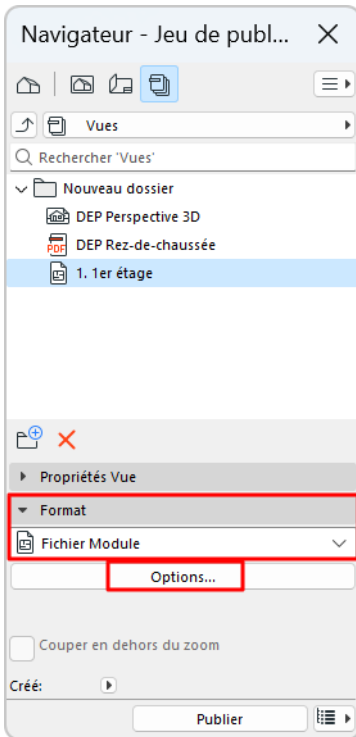 Navigateur - Jeu de publ...
Vues
Rechercher 'Vues'
Nouveau dossier
DEP Perspective 3D
PDF DEP Rez-de-chaussée
1. 1er étage
Propriétés Vue
Format
Fichier Module
Options...
Couper en dehors du zoom
Créé:
Publier